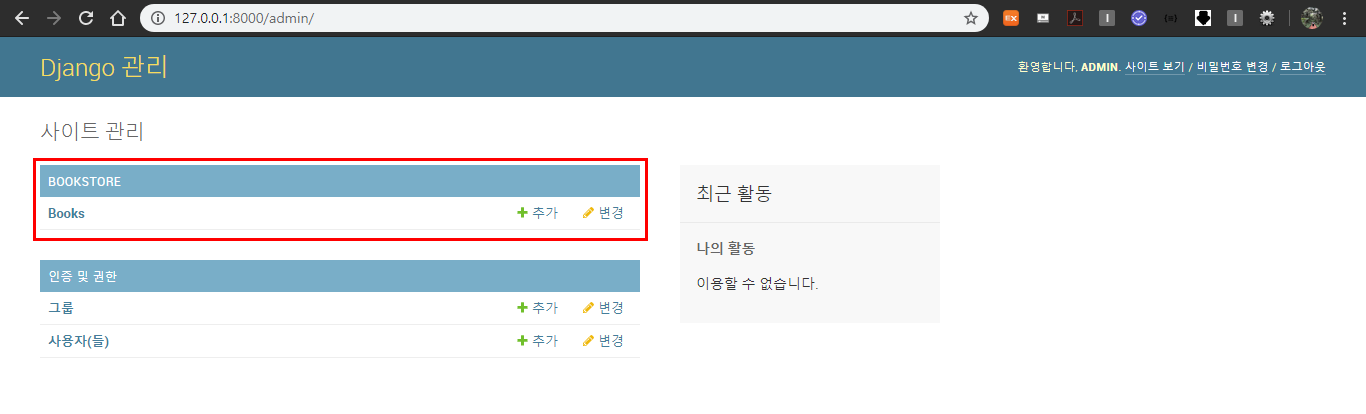 127.0.0.1:8000/admin/
Django 관리
환영합니다, ADMIN. 사이트 보기 / 비밀번호 변경 / 로그아웃
사이트 관리
BOOKSTORE
Books 추가 변경
인증 및 권한
그룹 추가 변경
사용자(들) 추가 변경
최근 활동
나의 활동
이용할 수 없습니다.